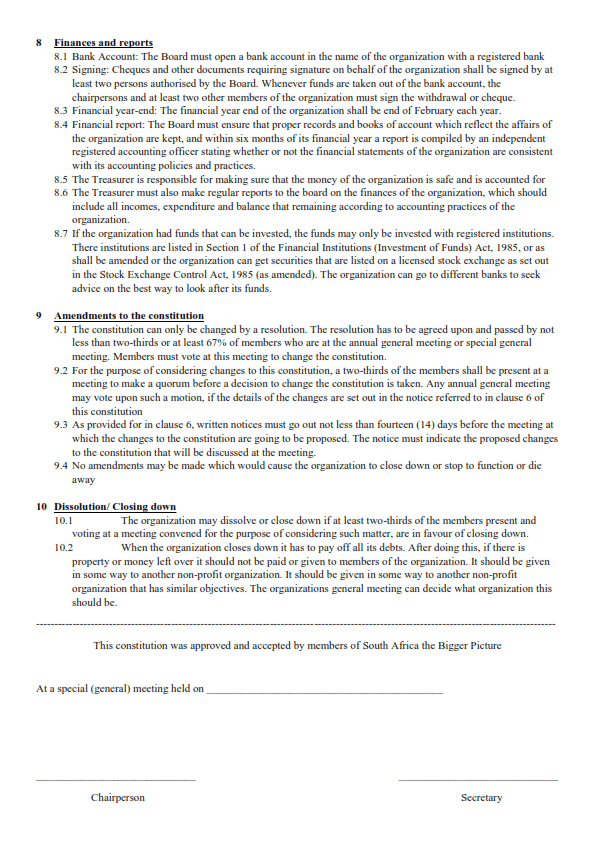 8 Finances and reports
8.1 Bank Account: The Board must open a bank account in the name of the organization with a registered bank
8.2 Signing: Cheques and other documents requiring signature on behalf of the organization shall be signed by at
least two persons authorised by the Board. Whenever funds are taken out of the bank account, the
chairpersons and at least two other members of the organization must sign the withdrawal or cheque.
8.3 Financial year-end: The financial year end of the organization shall be end of February each year.
8.4 Financial report: The Board must ensure that proper records and books of account which reflect the affairs of
the organization are kept, and within six months of its financial year a report is compiled by an independent
registered accounting officer stating whether or not the financial statements of the organization are consistent
with its accounting policies and practices.
8.5 The Treasurer is responsible for making sure that the money of the organization is safe and is accounted for
8.6 The Treasurer must also make regular reports to the board on the finances of the organization, which should
include all incomes, expenditure and balance that remaining according to accounting practices of the
organization.
8.7 If the organization had funds that can be invested, the funds may only be invested with registered institutions.
There institutions are listed in Section 1 of the Financial Institutions (Investment of Funds) Act, 1985, or as
shall be amended or the organization can get securities that are listed on a licensed stock exchange as set out
in the Stock Exchange Control Act, 1985 (as amended). The organization can go to different banks to seek
advice on the best way to look after its funds.
9 Amendments to the constitution
9.1 The constitution can only be changed by a resolution. The resolution has to be agreed upon and passed by not
less than two-thirds or at least 67% of members who are at the annual general meeting or special general
meeting. Members must vote at this meeting to change the constitution.
9.2 For the purpose of considering changes to this constitution, a two-thirds of the members shall be present at a
meeting to make a quorum before a decision to change the constitution is taken. Any annual general meeting
may vote upon such a motion, if the details of the changes are set out in the notice referred to in clause 6 of
this constitution
9.3 As provided for in clause 6, written notices must go out not less than fourteen (14) days before the meeting at
which the changes to the constitution are going to be proposed. The notice must indicate the proposed changes
to the constitution that will be discussed at the meeting.
9.4 No amendments may be made which would cause the organization to close down or stop to function or die
away
10 Dissolution/ Closing down
10.1 The organization may dissolve or close down if at least two-thirds of the members present and
voting at a meeting convened for the purpose of considering such matter, are in favour of closing down.
10.2 When the organization closes down it has to pay off all its debts. After doing this, if there is
property or money left over it should not be paid or given to members of the organization. It should be given
in some way to another non-profit organization. It should be given in some way to another non-profit
organization that has similar objectives. The organizations general meeting can decide what organization this
should be.
This constitution was approved and accepted by members of South Africa the Bigger Picture
At a special (general) meeting held on ____________________
Chairperson Secretary